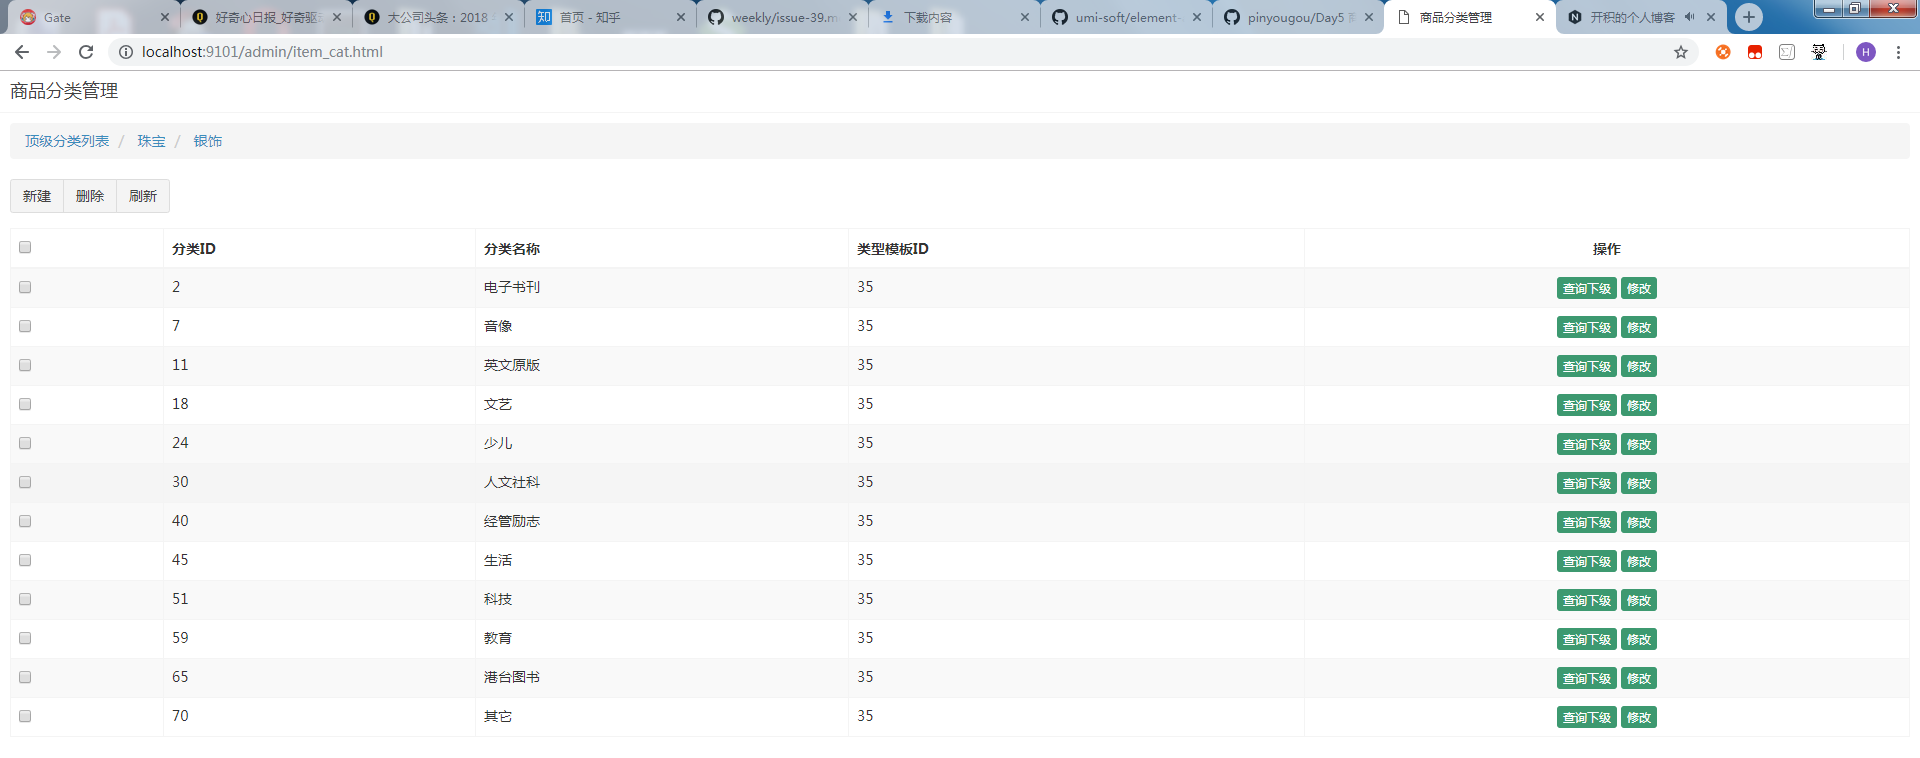 Gate
好奇心日报_好奇驱
大公司头条：2018
首页 - 知乎
weekly/issue-39.m
下载内容
umi-soft/element-
pinyougou/Day5
商品分类管理
开积的个人博客
localhost:9101/admin/item_cat.html
H
商品分类管理
顶级分类列表 / 珠宝 / 银饰
新建 删除 刷新
分类ID 分类名称 类型模板ID 操作
2 电子书刊 35 查询下级 修改
7 音像 35 查询下级 修改
11 英文原版 35 查询下级 修改
18 文艺 35 查询下级 修改
24 少儿 35 查询下级 修改
30 人文社科 35 查询下级 修改
40 经管励志 35 查询下级 修改
45 生活 35 查询下级 修改
51 科技 35 查询下级 修改
59 教育 35 查询下级 修改
65 港台图书 35 查询下级 修改
70 其它 35 查询下级 修改